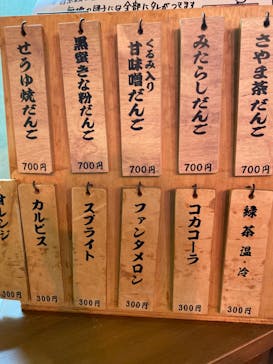 さやま茶だんご
700円
みたらしだんご
700円
くるみ入り
甘味噌だんご
700円
黒蜜きな粉だんご
700円
せうゆ焼だんご
700円
緑茶 温 冷
300円
コカコーラ
300円
ファンタメロン
300円
スプライト
300円
カルピス
300円
オレンジ
300円